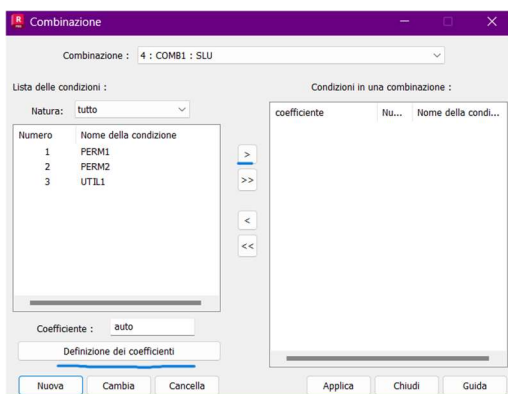 R Combinazione
Combinazione : 4 : COMB1 : SLU
Lista delle condizioni :
Natura: tutto
Numero Nome della condizione
1 PERM1
2 PERM2
3 UTIL1
>
>>
<
<<
Coefficiente : auto
Definizione dei coefficienti
Nuova Cambia Cancella
Condizioni in una combinazione :
coefficiente Nu... Nome della condi...
Applica Chiudi Guida